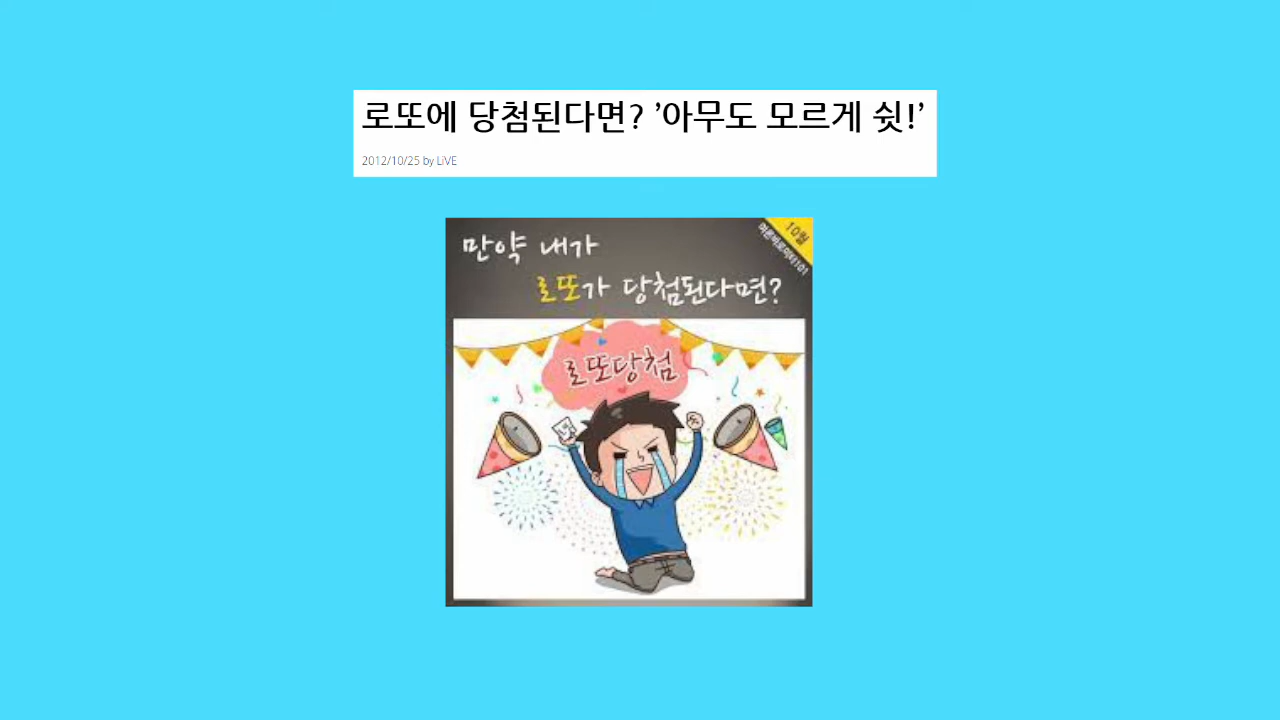 로또에 당첨된다면? ’아무도 모르게 쉿!’
2012/10/25 by LiVE
만약 내가
로또가 당첨된다면?
10월
로또당첨